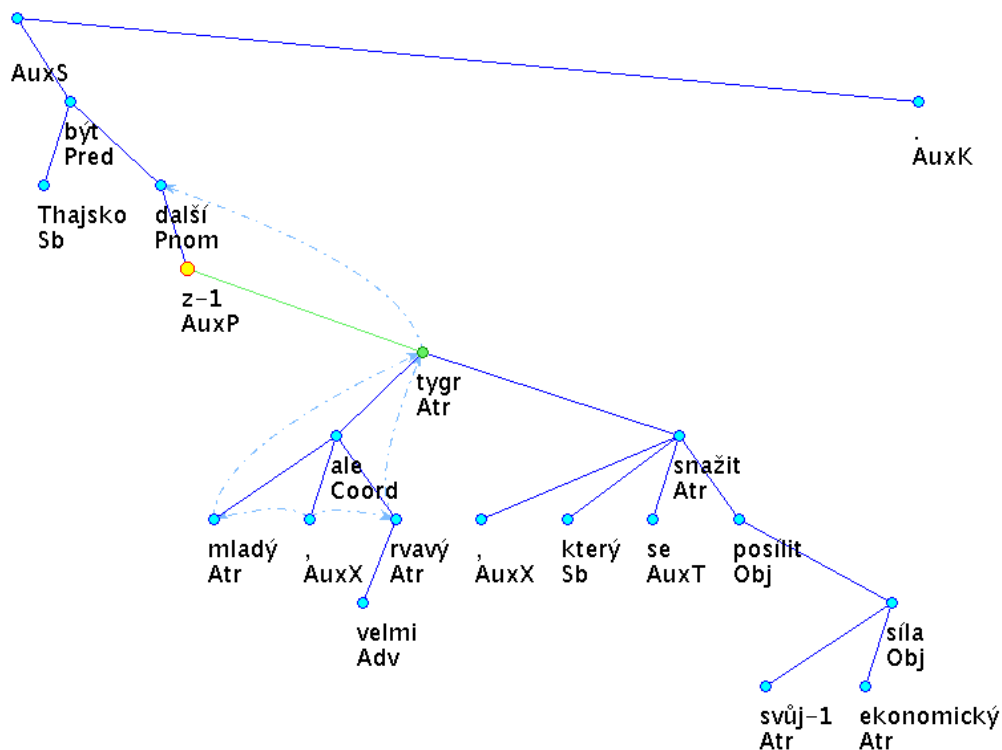 AuxS
být
Pred
.
AuxK
Thajsko
Sb
další
Pnom
z-1
AuxP
tygr
Atr
ale
Coord
snažit
Atr
mladý
Atr
,
AuxX
rvavý
Atr
,
AuxX
který
Sb
se
AuxT
posílit
Obj
velmi
Adv
síla
Obj
svůj-1
Atr
ekonomický
Atr